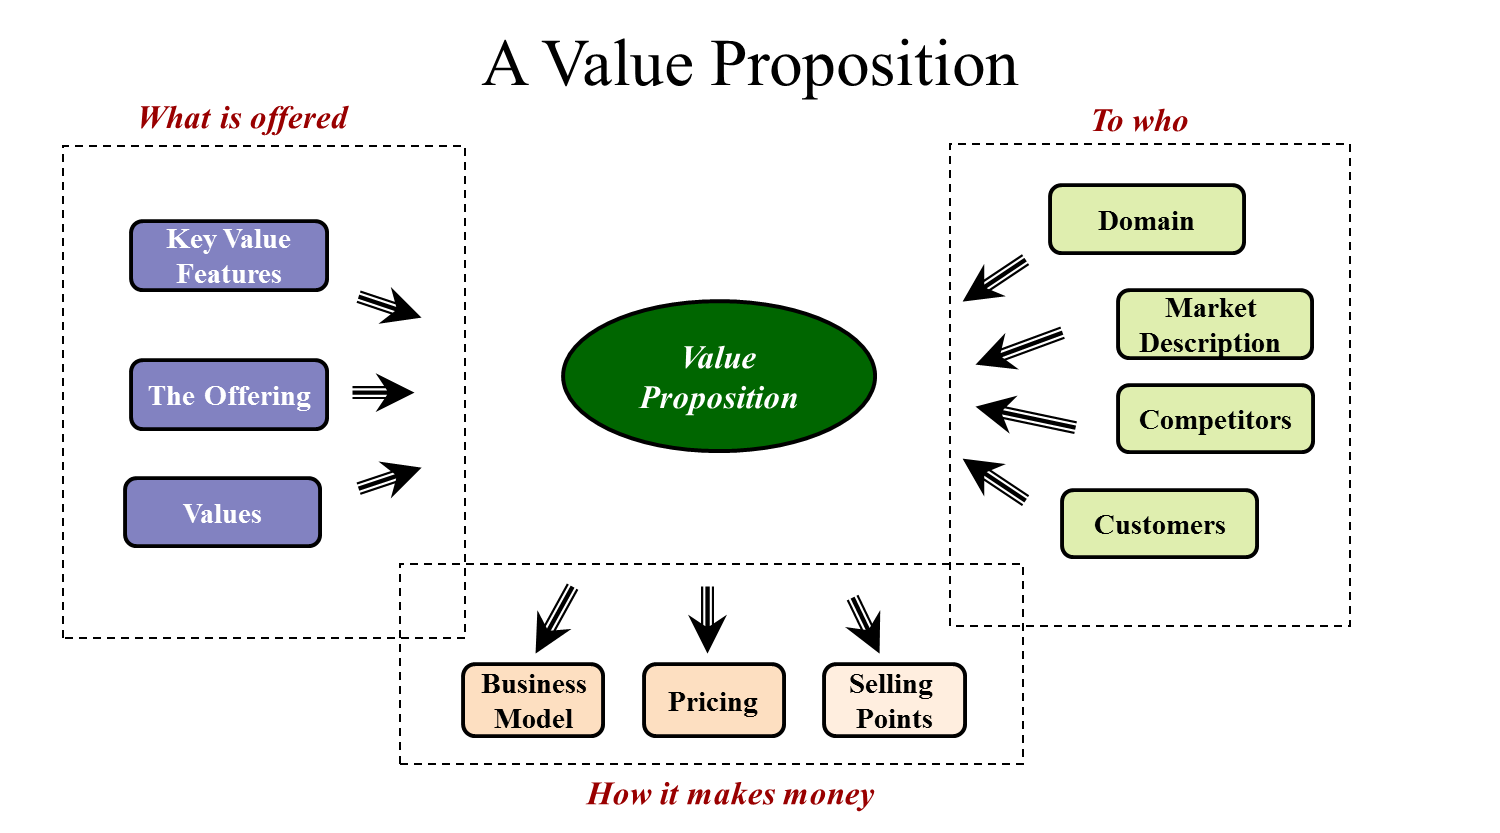 A Value Proposition
What is offered
To who
Key Value
Features
The Offering
Values
Value
Proposition
Domain
Market
Description
Competitors
Customers
Business
Model
Pricing
Selling
Points
How it makes money